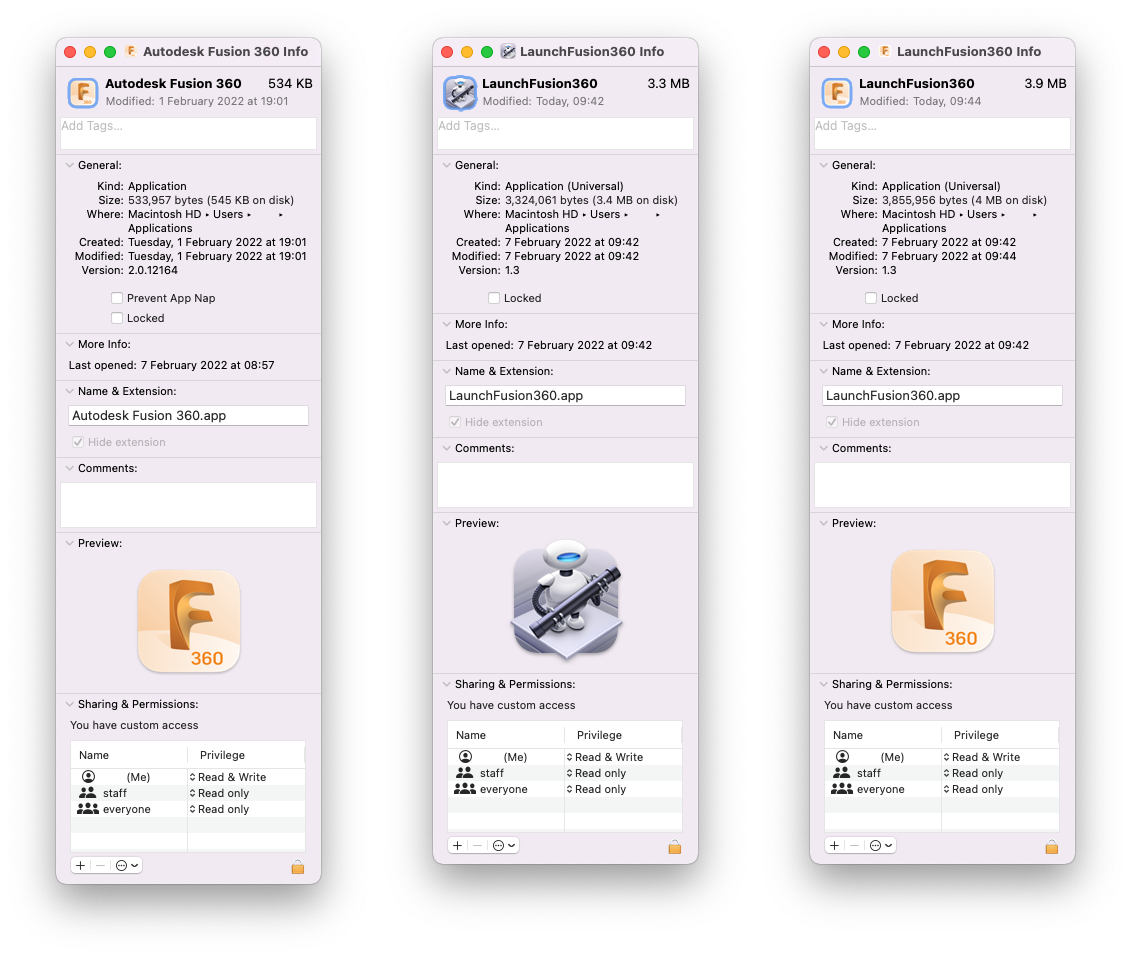 Autodesk Fusion 360 Info
Autodesk Fusion 360 534 KB
Modified: 1 February 2022 at 19:01
Add Tags...
General:
Kind: Application
Size: 533,957 bytes (545 KB on disk)
Where: Macintosh HD ▸ Users ▸ ▸
Applications
Created: Tuesday, 1 February 2022 at 19:01
Modified: Tuesday, 1 February 2022 at 19:01
Version: 2.0.12164
Prevent App Nap
Locked
More Info:
Last opened: 7 February 2022 at 08:57
Name & Extension:
Autodesk Fusion 360.app
Hide extension
Comments:
Preview:
F
360
Sharing & Permissions:
You have custom access
Name Privilege
(Me) Read & Write
staff Read only
everyone Read only
LaunchFusion360 Info
LaunchFusion360 3.3 MB
Modified: Today, 09:42
Add Tags...
General:
Kind: Application (Universal)
Size: 3,324,061 bytes (3.4 MB on disk)
Where: Macintosh HD ▸ Users ▸ ▸
Applications
Created: 7 February 2022 at 09:42
Modified: 7 February 2022 at 09:42
Version: 1.3
Locked
More Info:
Last opened: 7 February 2022 at 09:42
Name & Extension:
LaunchFusion360.app
Hide extension
Comments:
Preview:
Sharing & Permissions:
You have custom access
Name Privilege
(Me) Read & Write
staff Read only
everyone Read only
LaunchFusion360 Info
LaunchFusion360 3.9 MB
Modified: Today, 09:44
Add Tags...
General:
Kind: Application (Universal)
Size: 3,855,956 bytes (4 MB on disk)
Where: Macintosh HD ▸ Users ▸ ▸
Applications
Created: 7 February 2022 at 09:42
Modified: 7 February 2022 at 09:44
Version: 1.3
Locked
More Info:
Last opened: 7 February 2022 at 09:42
Name & Extension:
LaunchFusion360.app
Hide extension
Comments:
Preview:
F
360
Sharing & Permissions:
You have custom access
Name Privilege
(Me) Read & Write
staff Read only
everyone Read only